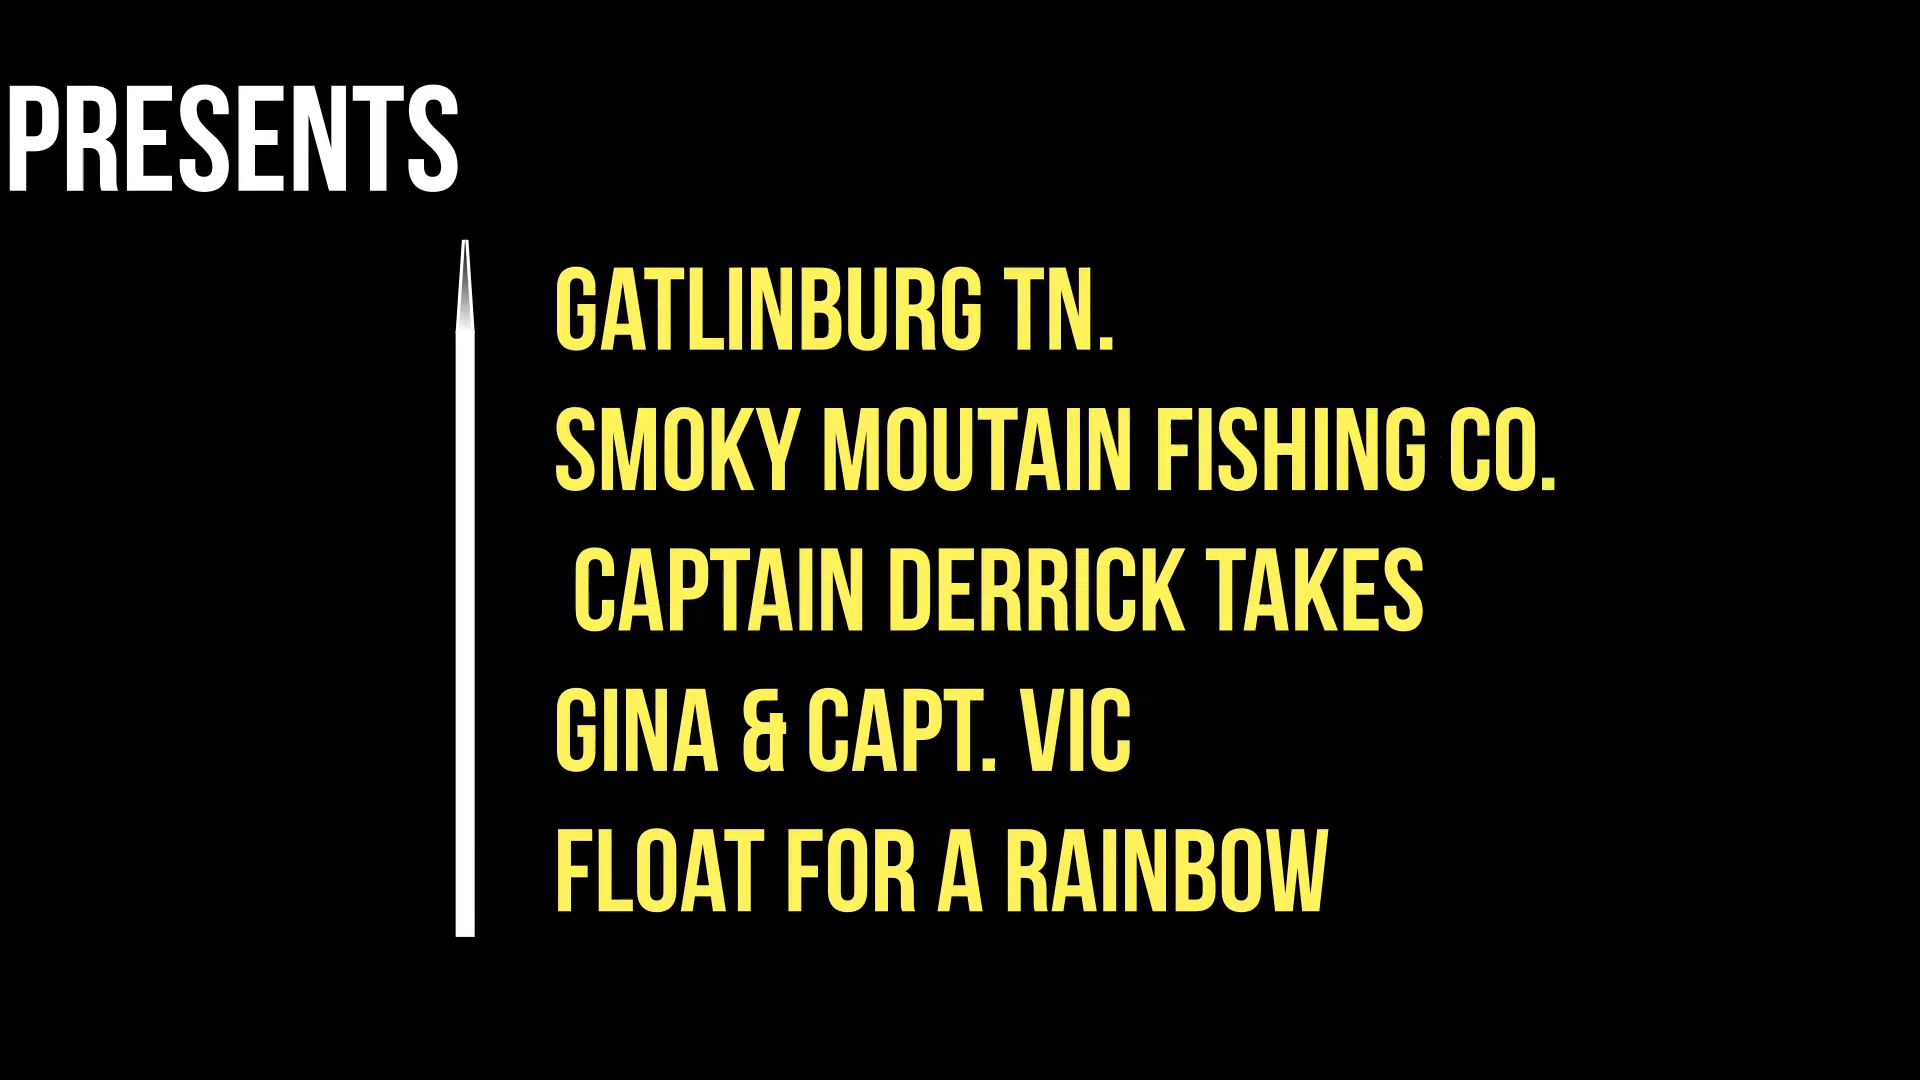 PRESENTS
GATLINBURG TN.
SMOKY MOUTAIN FISHING CO.
CAPTAIN DERRICK TAKES
GINA & CAPT. VIC
FLOAT FOR A RAINBOW